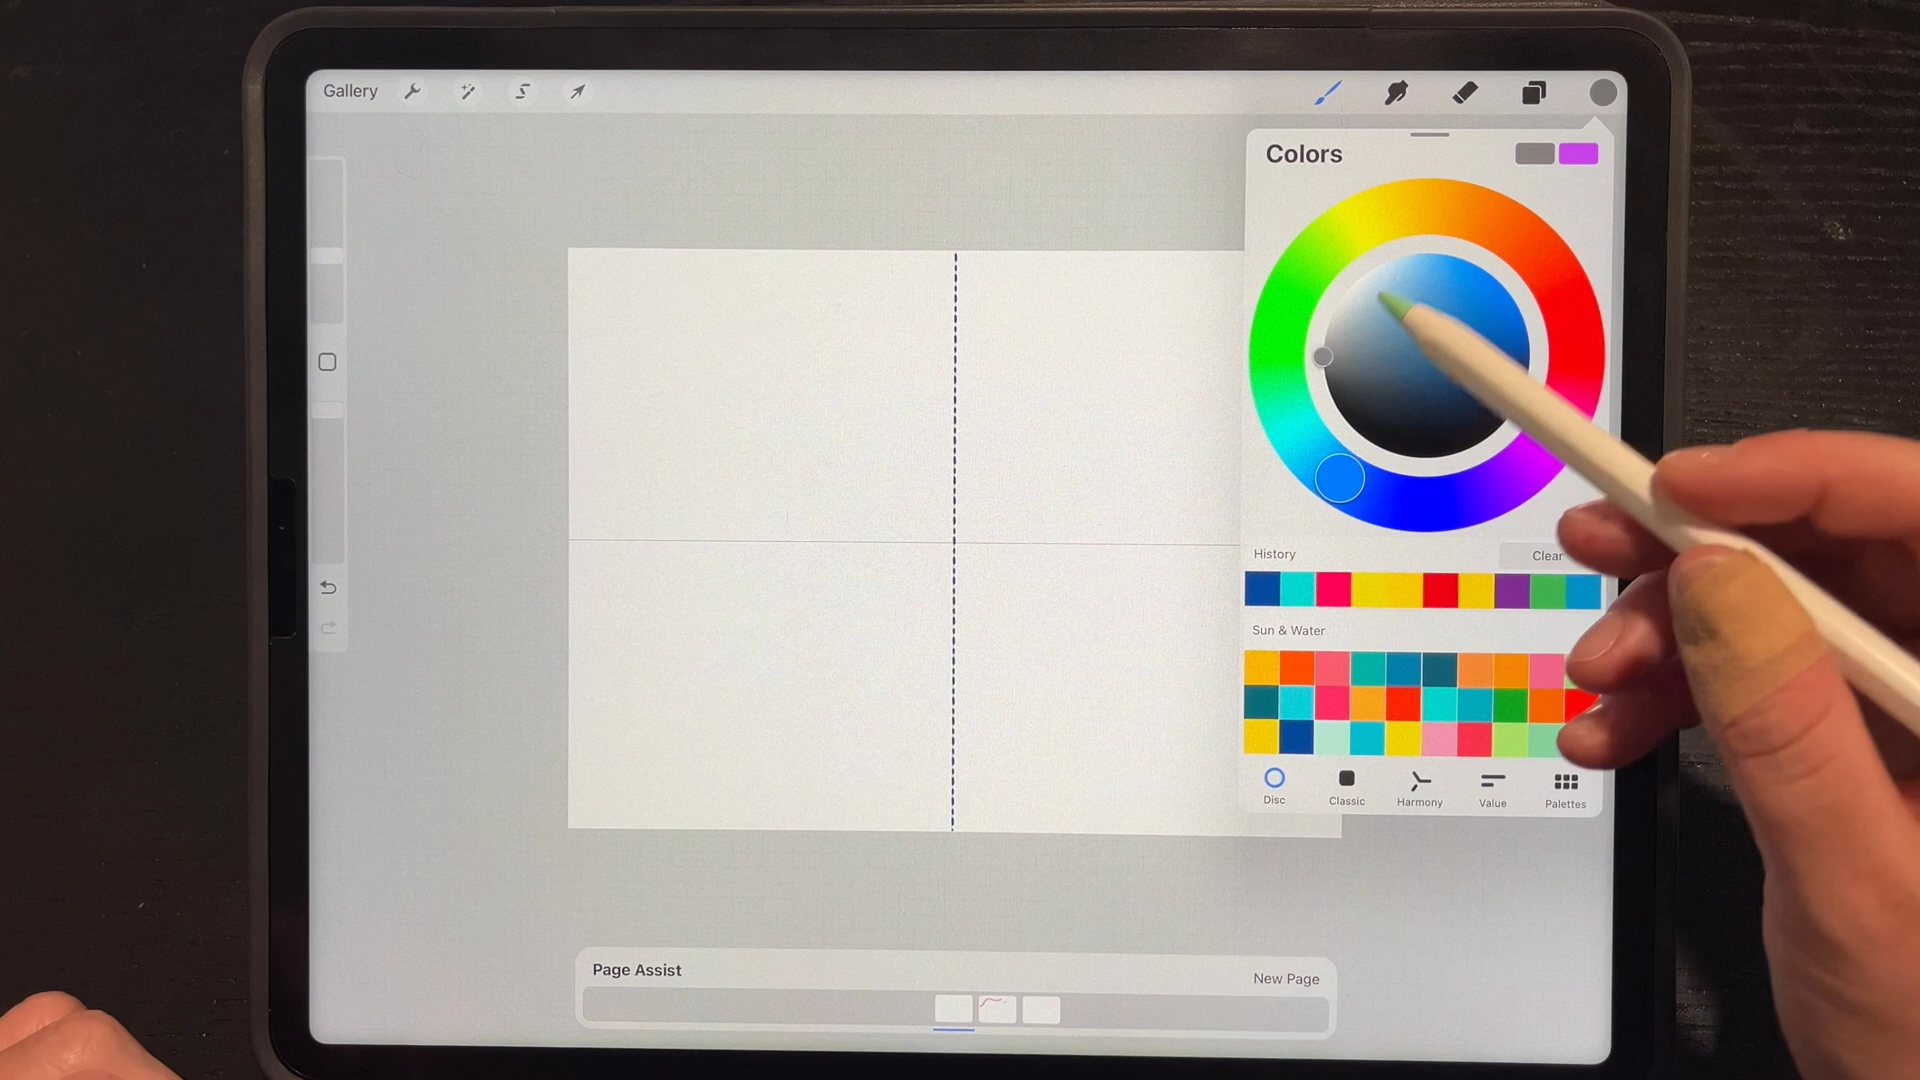 Gallery
Colors
History
Clear
Sun & Water
Disc
Classic
Harmony
Value
Palettes
Page Assist
New Page